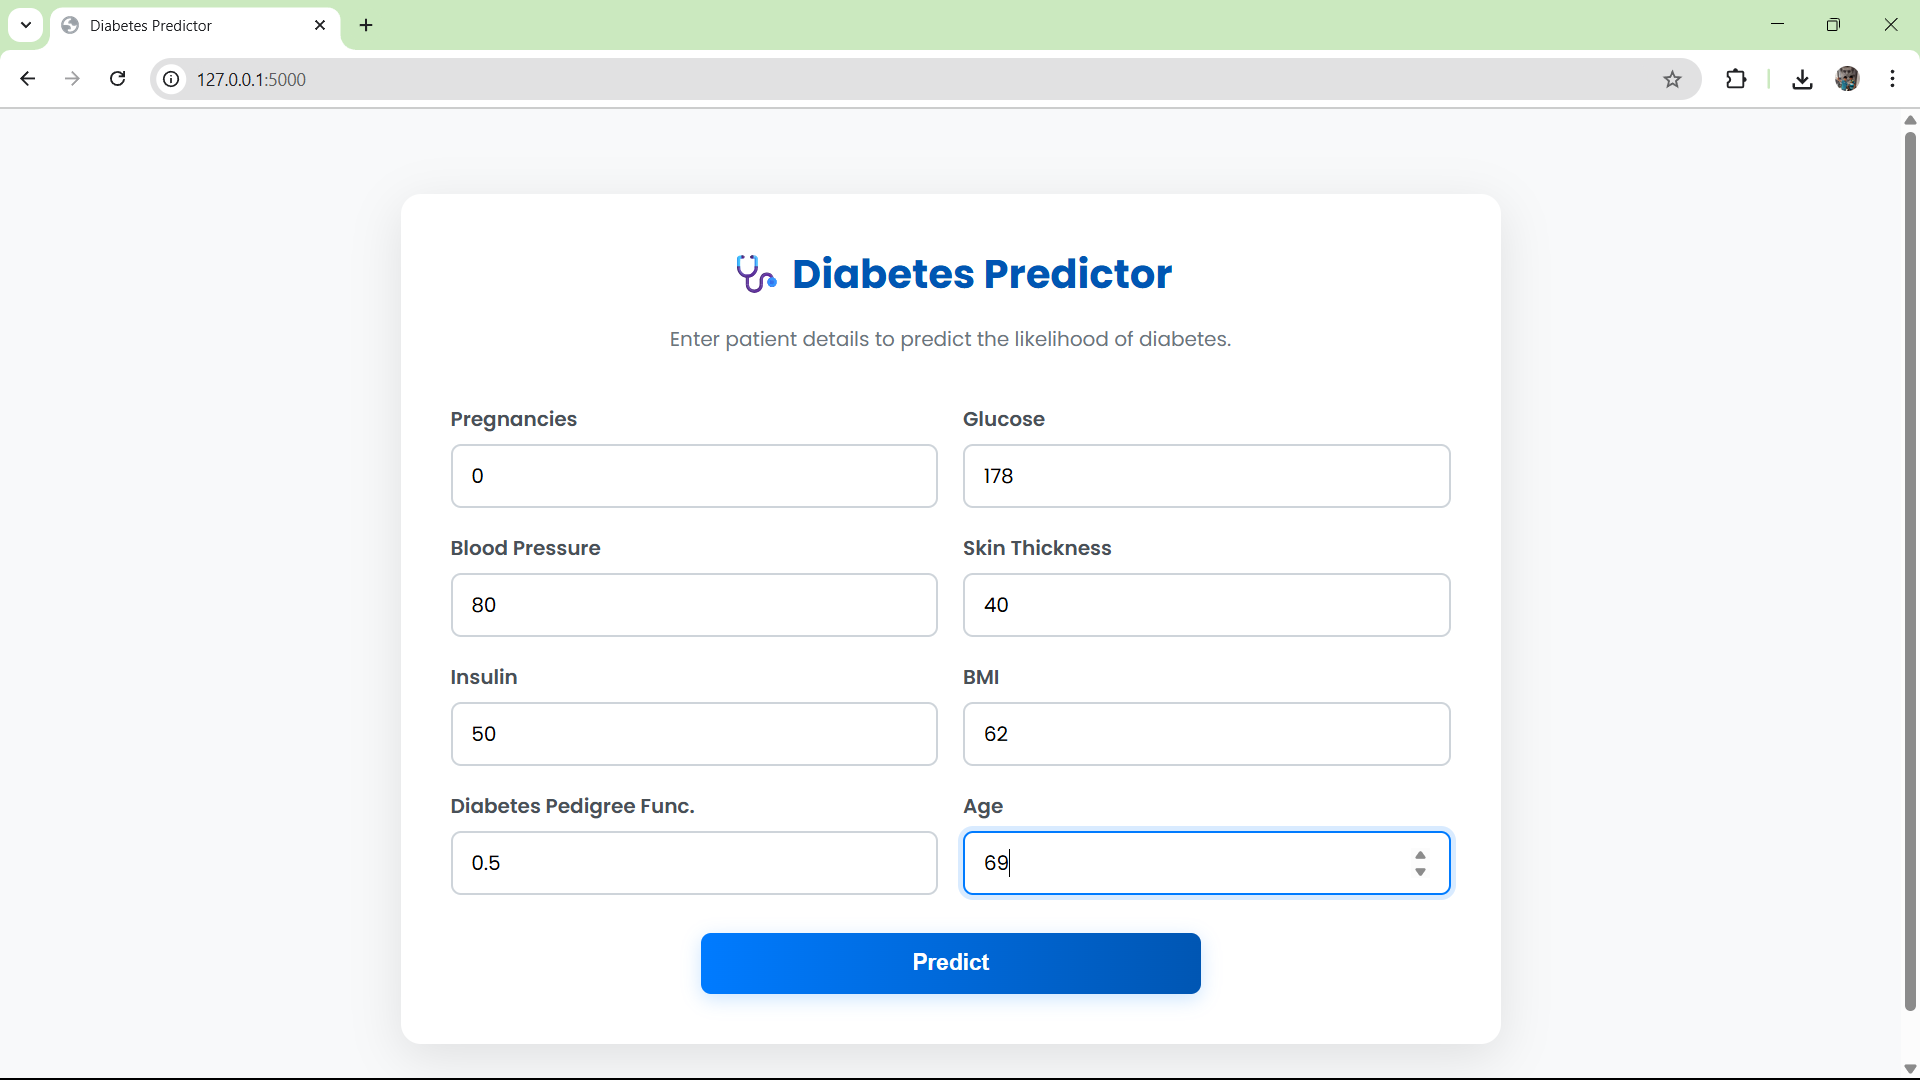 Diabetes Predictor
127.0.0.1:5000
Diabetes Predictor
Enter patient details to predict the likelihood of diabetes.
Pregnancies Glucose
0 178
Blood Pressure Skin Thickness
80 40
Insulin BMI
50 62
Diabetes Pedigree Func. Age
0.5 69
Predict